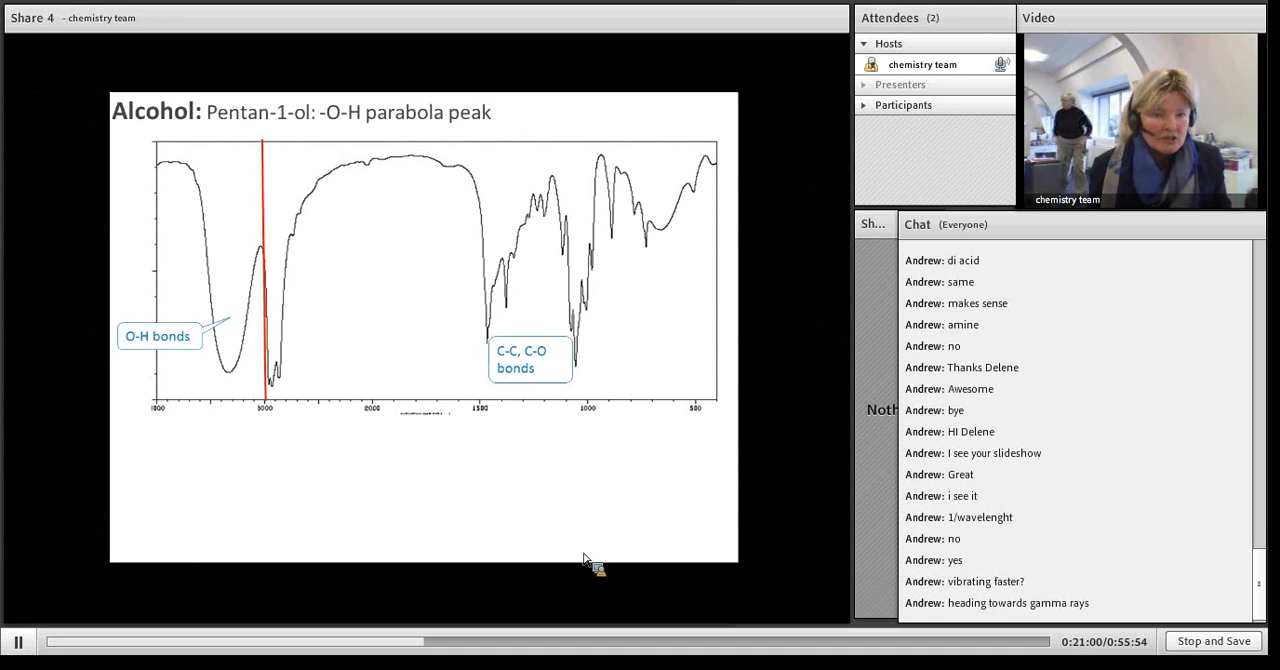 Share 4 - chemistry team
Alcohol: Pentan-1-ol: -O-H parabola peak
O-H bonds
C-C, C-O
bonds
3000 2000 1500 1000 500
Attendees (2)
Hosts
chemistry team
Presenters
Participants
Video
chemistry team
Sh...
Noth
Chat (Everyone)
Andrew: di acid
Andrew: same
Andrew: makes sense
Andrew: amine
Andrew: no
Andrew: Thanks Delene
Andrew: Awesome
Andrew: bye
Andrew: HI Delene
Andrew: I see your slideshow
Andrew: Great
Andrew: i see it
Andrew: 1/wavelenght
Andrew: no
Andrew: yes
Andrew: vibrating faster?
Andrew: heading towards gamma rays
0:21:00/0:55:54
Stop and Save